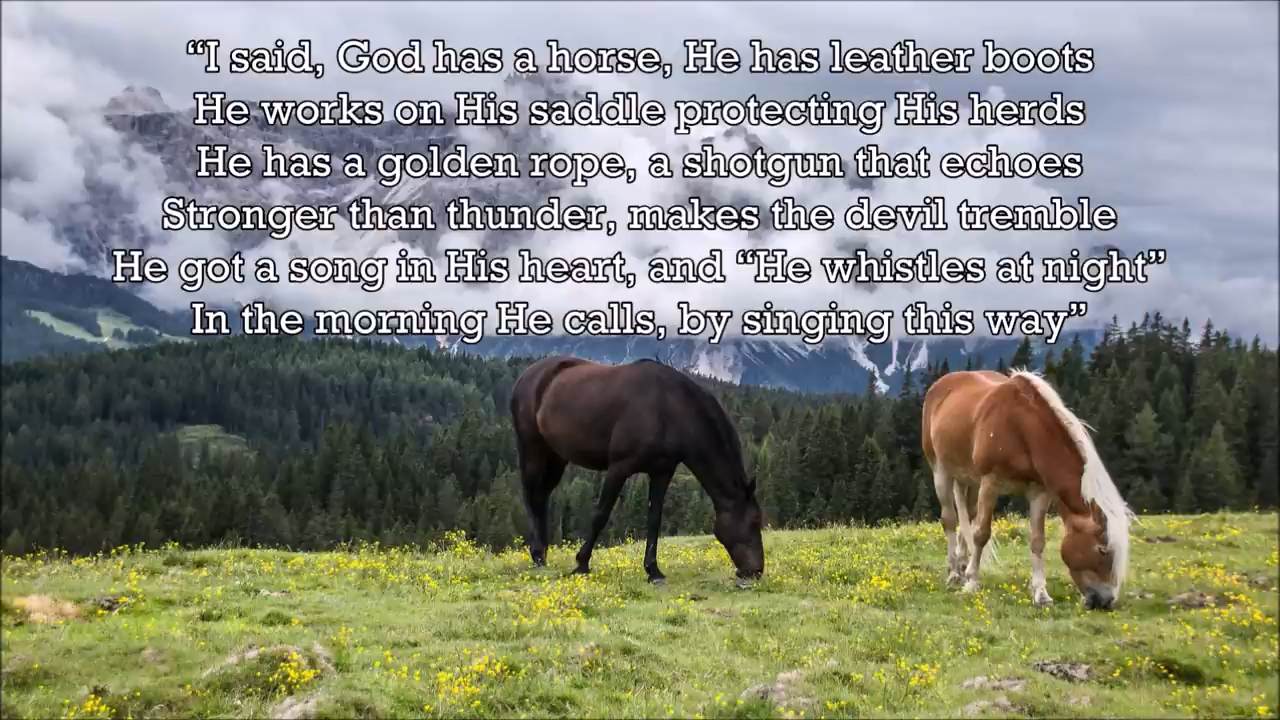 “I said, God has a horse, He has leather boots
He works on His saddle protecting His herds
He has a golden rope, a shotgun that echoes
Stronger than thunder, makes the devil tremble
He got a song in His heart, and “He whistles at night”
In the morning He calls, by singing this way”